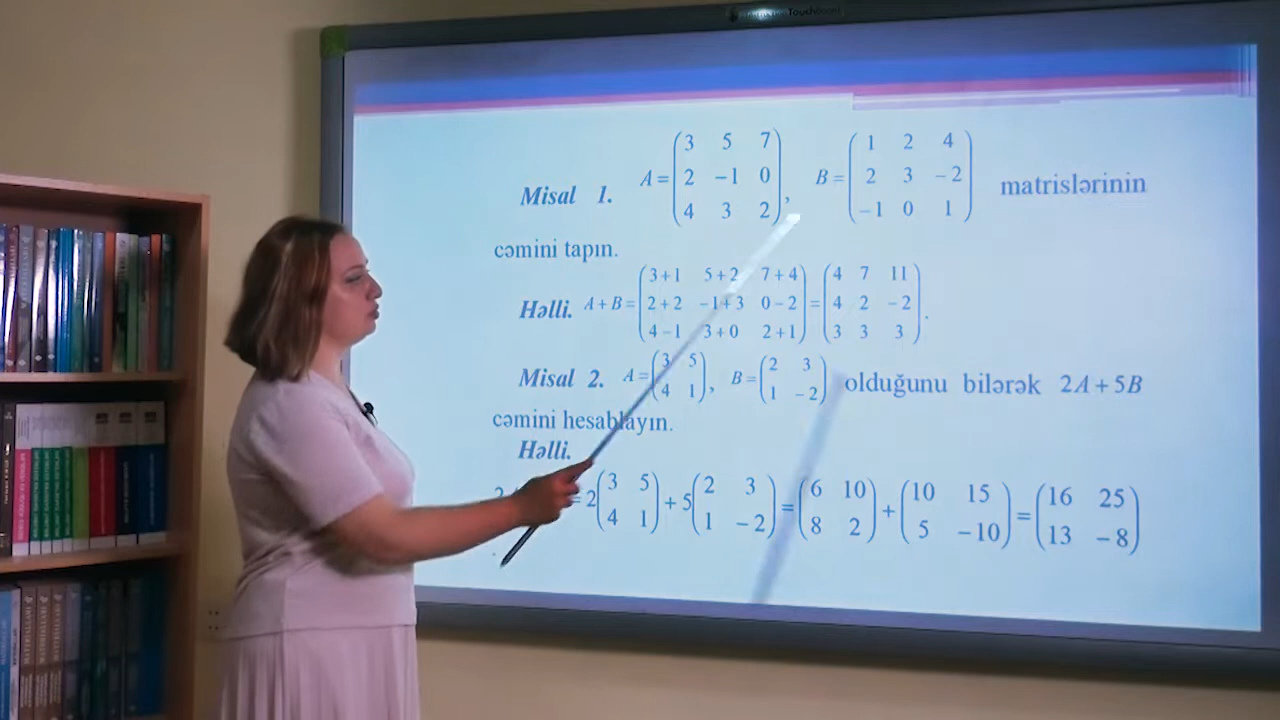 TouchBoard
Misal 1. A = (3 5 7; 2 -1 0; 4 3 2), B = (1 2 4; 2 3 -2; -1 0 1) matrislərinin
cəmini tapın.
Həlli. A + B = (3+1 5+2 7+4; 2+2 -1+3 0-2; 4-1 3+0 2+1) = (4 7 11; 4 2 -2; 3 3 3).
Misal 2. A = (3 5; 4 1), B = (2 3; 1 -2) olduğunu bilərək 2A+5B
cəmini hesablayın.
Həlli.
= 2(3 5; 4 1) + 5(2 3; 1 -2) = (6 10; 8 2) + (10 15; 5 -10) = (16 25; 13 -8)